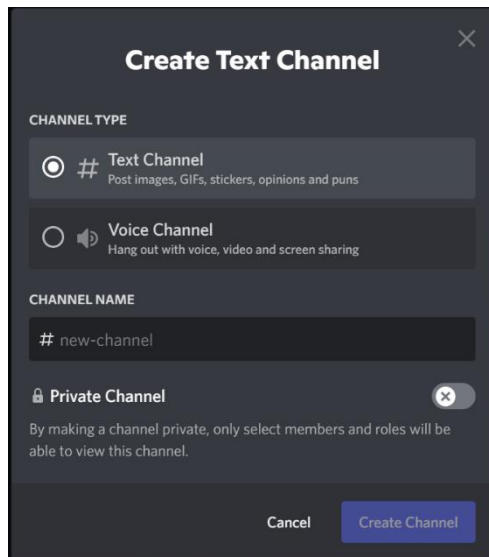 Create Text Channel
CHANNEL TYPE
# Text Channel
Post images, GIFs, stickers, opinions and puns
Voice Channel
Hang out with voice, video and screen sharing
CHANNEL NAME
# new-channel
Private Channel
By making a channel private, only select members and roles will be
able to view this channel.
Cancel Create Channel